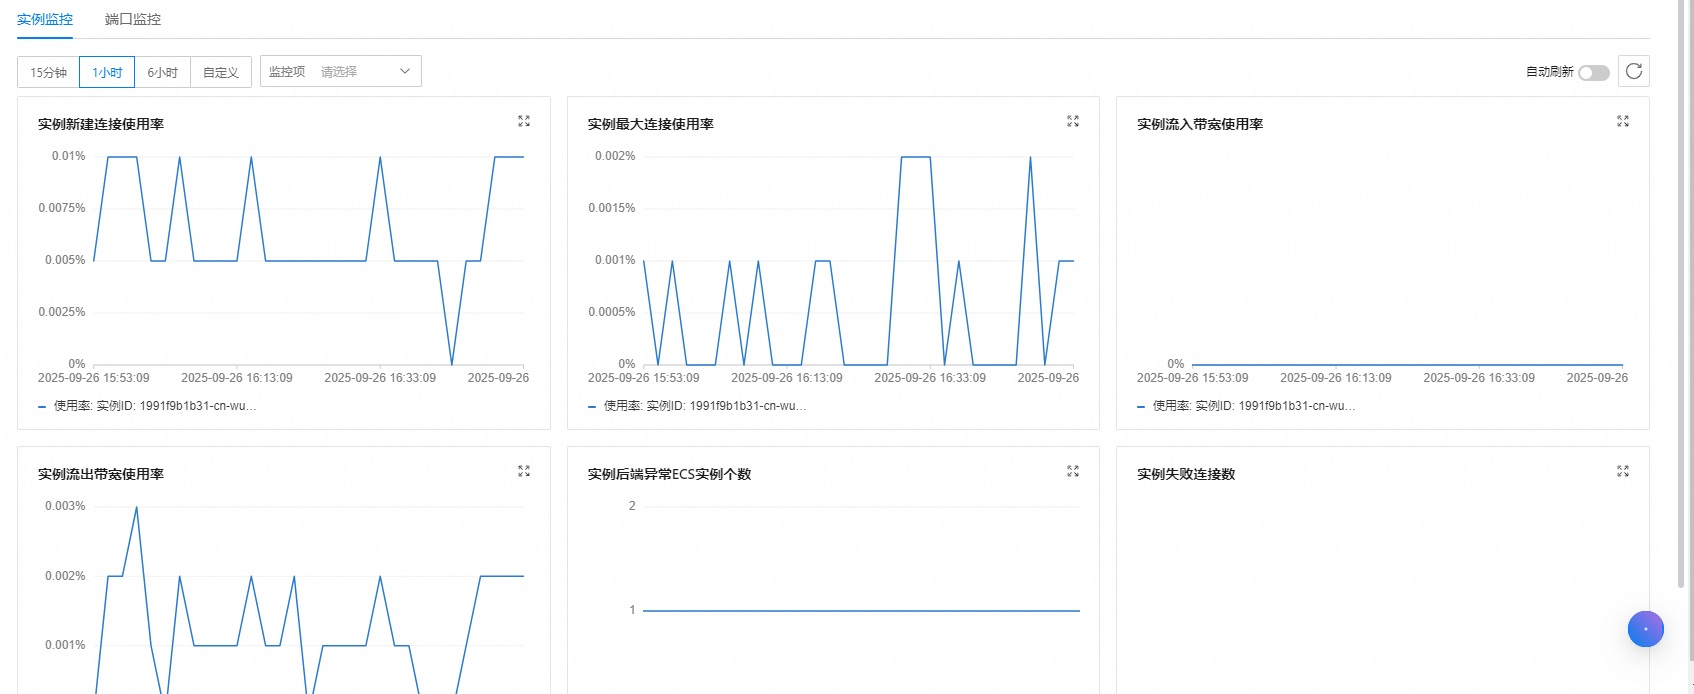 实例监控 端口监控
15分钟 1小时 6小时 自定义 监控项 请选择 自动刷新
实例新建连接使用率
0.01%
0.0075%
0.005%
0.0025%
0%
2025-09-26 15:53:09 2025-09-26 16:13:09 2025-09-26 16:33:09 2025-09-26
使用率: 实例ID: 1991f9b1b31-cn-wu...
实例最大连接使用率
0.002%
0.0015%
0.001%
0.0005%
0%
2025-09-26 15:53:09 2025-09-26 16:13:09 2025-09-26 16:33:09 2025-09-26
使用率: 实例ID: 1991f9b1b31-cn-wu...
实例流入带宽使用率
0%
2025-09-26 15:53:09 2025-09-26 16:13:09 2025-09-26 16:33:09 2025-09-26
使用率: 实例ID: 1991f9b1b31-cn-wu...
实例流出带宽使用率
0.003%
0.002%
0.001%
实例后端异常ECS实例个数
2
1
实例失败连接数